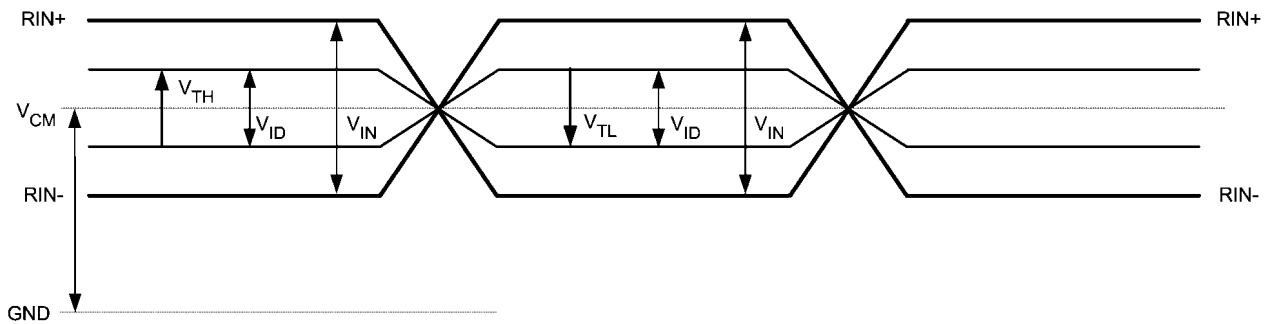 RIN+
RIN+
V_TH
V_CM
V_ID
V_IN
V_TL
V_ID
V_IN
RIN-
RIN-
GND